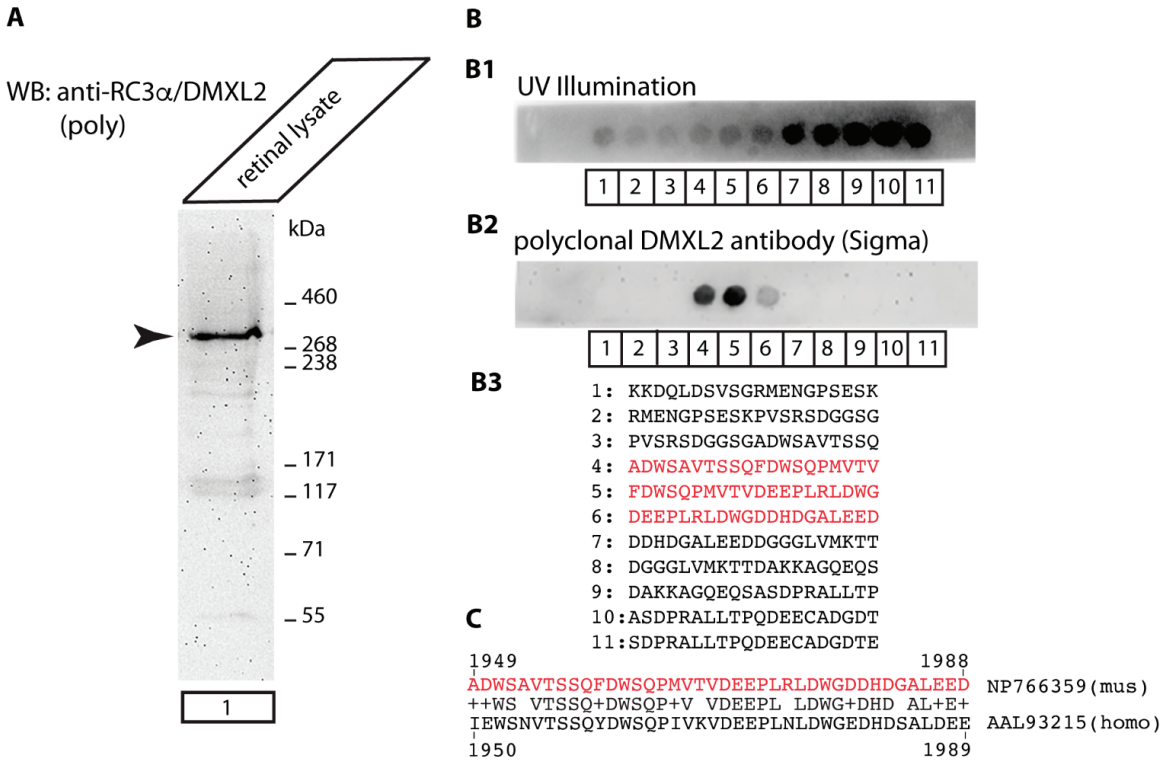 A
WB: anti-RC3α/DMXL2
(poly)
retinal lysate
kDa
460
268
238
171
117
71
55
1
B
B1
UV Illumination
1 2 3 4 5 6 7 8 9 10 11
B2
polyclonal DMXL2 antibody (Sigma)
1 2 3 4 5 6 7 8 9 10 11
B3
1: KKDQLDSVSGRMENGPSESK
2: RMENGPSESKPVSRSDGGSG
3: PVSRSDGGSGADWSAVTSSQ
4: ADWSAVTSSQFDWSQPMVTV
5: FDWSQPMVTVDEEPLRLDWG
6: DEEPLRLDWGDDHDGALEED
7: DDHDGALEEDDGGGLVMKTT
8: DGGGLVMKTTDAKKAGQEQS
9: DAKKAGQEQSASDPRALLTP
10:ASDPRALLTPQDEECADGDT
11:SDPRALLTPQDEECADGDTE
C
1949 1988
ADWSAVTSSQFDWSQPMVTVDEEPLRLDWGDDHDGALEED NP766359(mus)
++WS VTSSQ+DWSQP+V VDEEPL LDWG+DHD AL+E+
IEWSNVTSSQYDWSQPIVKVDEEPLNLDWGEDHDSALDEE AAL93215(homo)
1950 1989